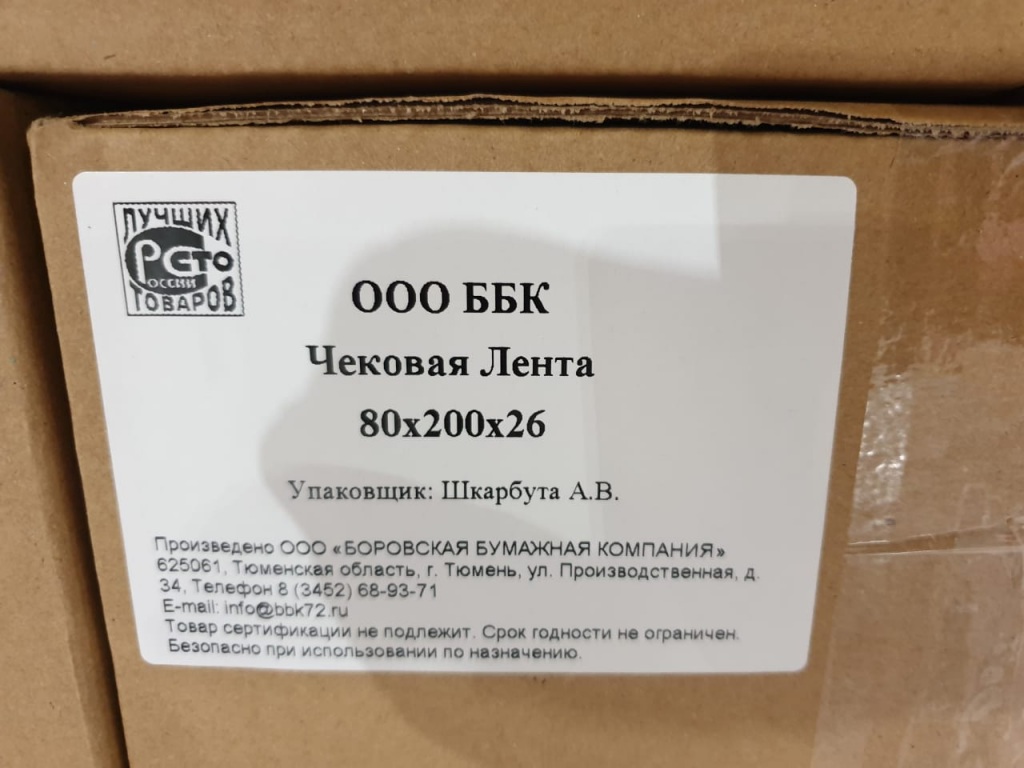 ЛУЧШИХ
СТО
РОССИИ
ТОВАРОВ
ООО ББК
Чековая Лента
80х200х26
Упаковщик: Шкарбута А.В.
Произведено ООО «БОРОВСКАЯ БУМАЖНАЯ КОМПАНИЯ»
625061, Тюменская область, г. Тюмень, ул. Производственная, д.
34, Телефон 8 (3452) 68-93-71
E-mail: info@bbk72.ru
Товар сертификации не подлежит. Срок годности не ограничен.
Безопасно при использовании по назначению.